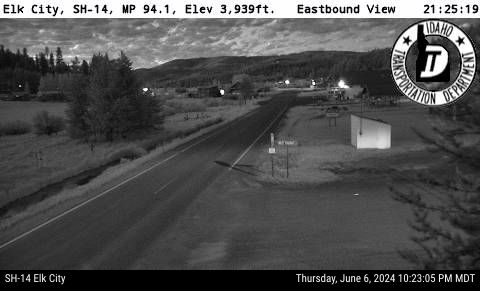 Elk City, SH-14, MP 94.1, Elev 3,939ft. Eastbound View 21:25:19
IDAHO
TRANSPORTATION DEPARTMENT
SH-14 Elk City Thursday, June 6, 2024 10:23:05 PM MDT